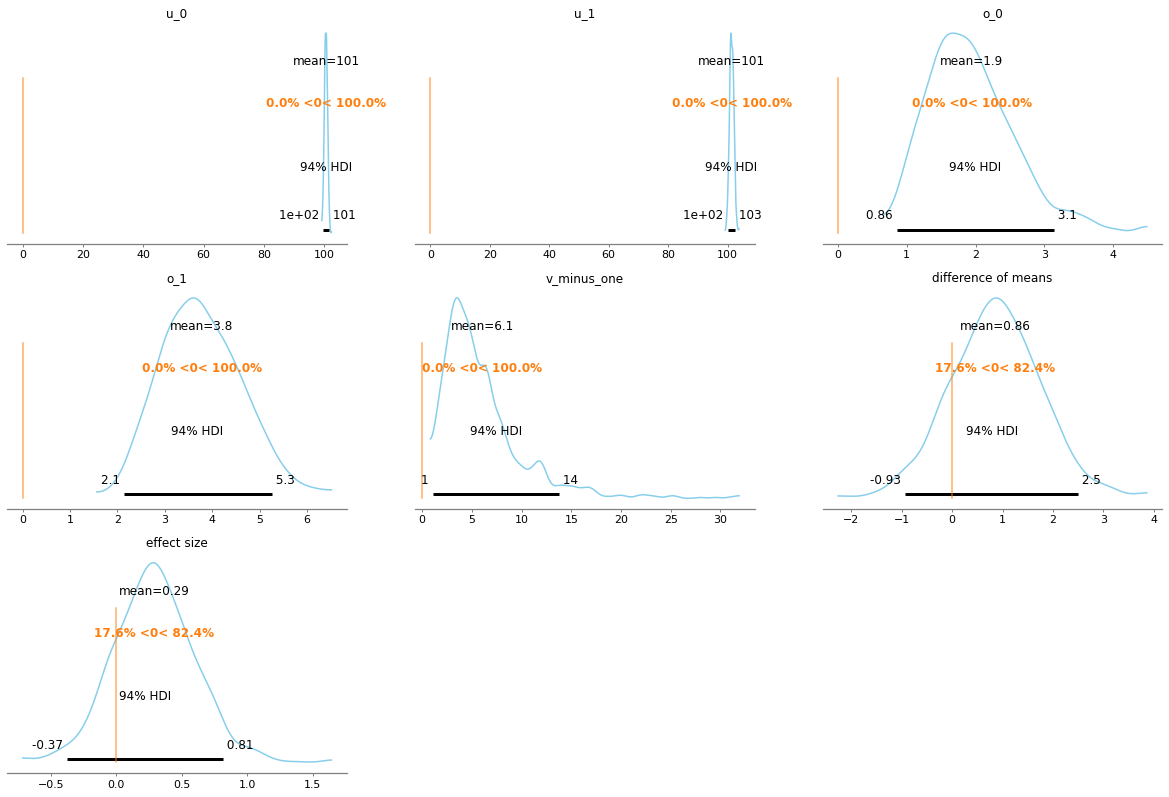 u_0
mean=101
0.0% <0< 100.0%
94% HDI
1e+02 101
0 20 40 60 80 100
u_1
mean=101
0.0% <0< 100.0%
94% HDI
1e+02 103
0 20 40 60 80 100
o_0
mean=1.9
0.0% <0< 100.0%
94% HDI
0.86 3.1
0 1 2 3 4
o_1
mean=3.8
0.0% <0< 100.0%
94% HDI
2.1 5.3
0 1 2 3 4 5 6
v_minus_one
mean=6.1
0.0% <0< 100.0%
94% HDI
1 14
0 5 10 15 20 25 30
difference of means
mean=0.86
17.6% <0< 82.4%
94% HDI
-0.93 2.5
−2 −1 0 1 2 3 4
effect size
mean=0.29
17.6% <0< 82.4%
94% HDI
-0.37 0.81
−0.5 0.0 0.5 1.0 1.5